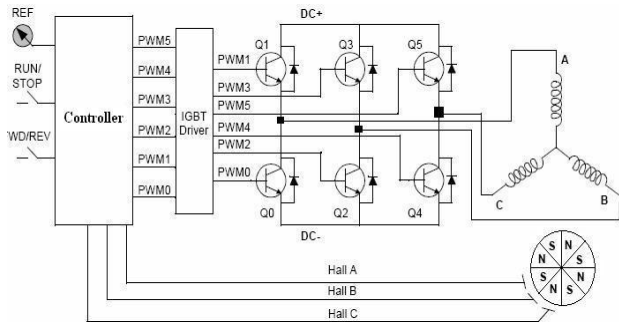 REF
RUN/
STOP
WD/REV
Controller
PWM5
PWM4
PWM3
PWM2
PWM1
PWM0
IGBT
Driver
PWM1
PWM3
PWM5
PWM4
PWM2
PWM0
DC+
Q1
Q3
Q5
Q0
Q2
Q4
DC-
A
C
B
Hall A
Hall B
Hall C
S N
N S
S N
N S